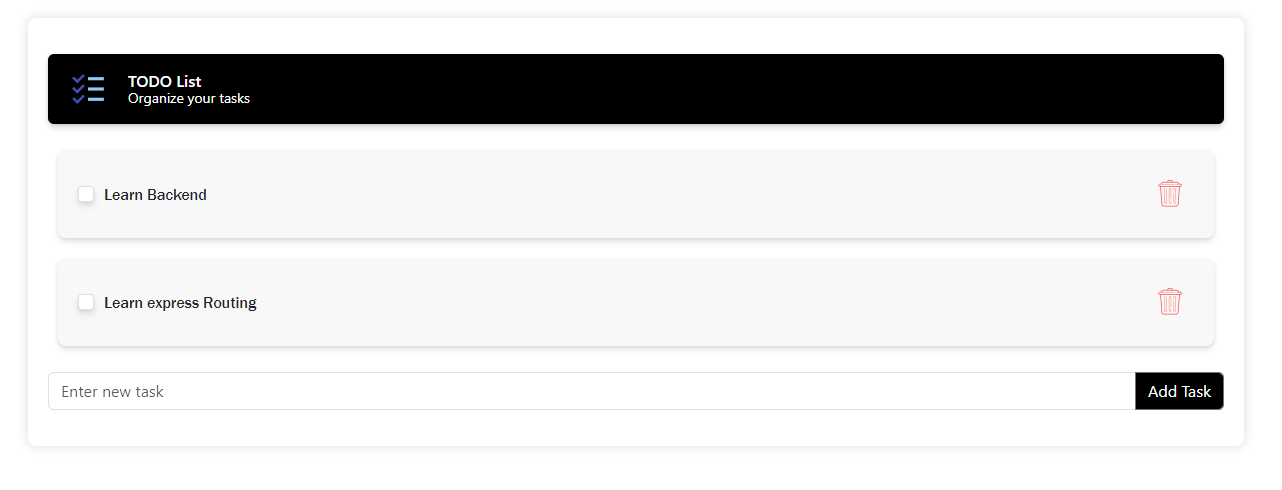 TODO List
Organize your tasks
Learn Backend
Learn express Routing
Enter new task
Add Task